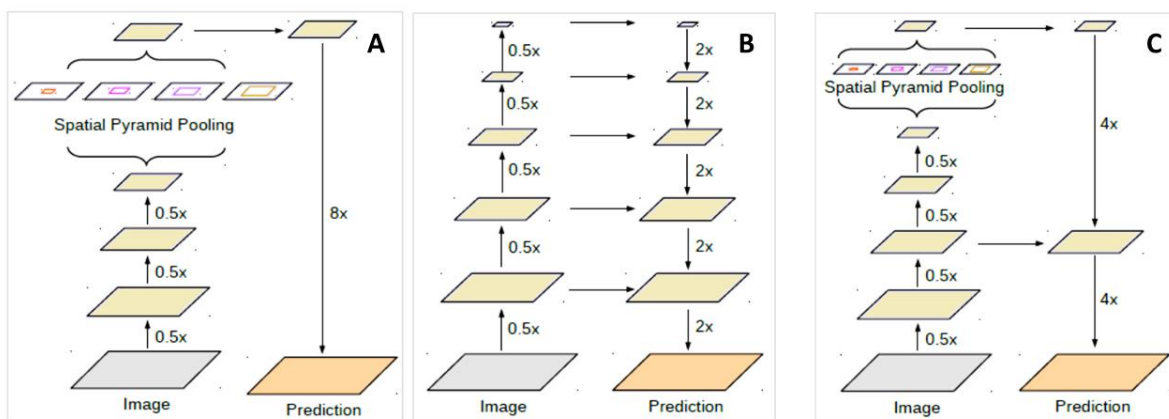 A
Spatial Pyramid Pooling
0.5x
0.5x
0.5x
8x
Image
Prediction
B
0.5x
2x
0.5x
2x
0.5x
2x
0.5x
2x
0.5x
2x
Image
Prediction
C
Spatial Pyramid Pooling
4x
0.5x
0.5x
0.5x
4x
0.5x
Image
Prediction